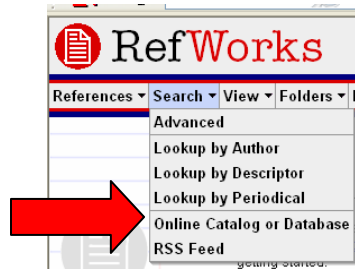 RefWorks
References Search View Folders
Advanced
Lookup by Author
Lookup by Descriptor
Lookup by Periodical
Online Catalog or Database
RSS Feed
getting started.